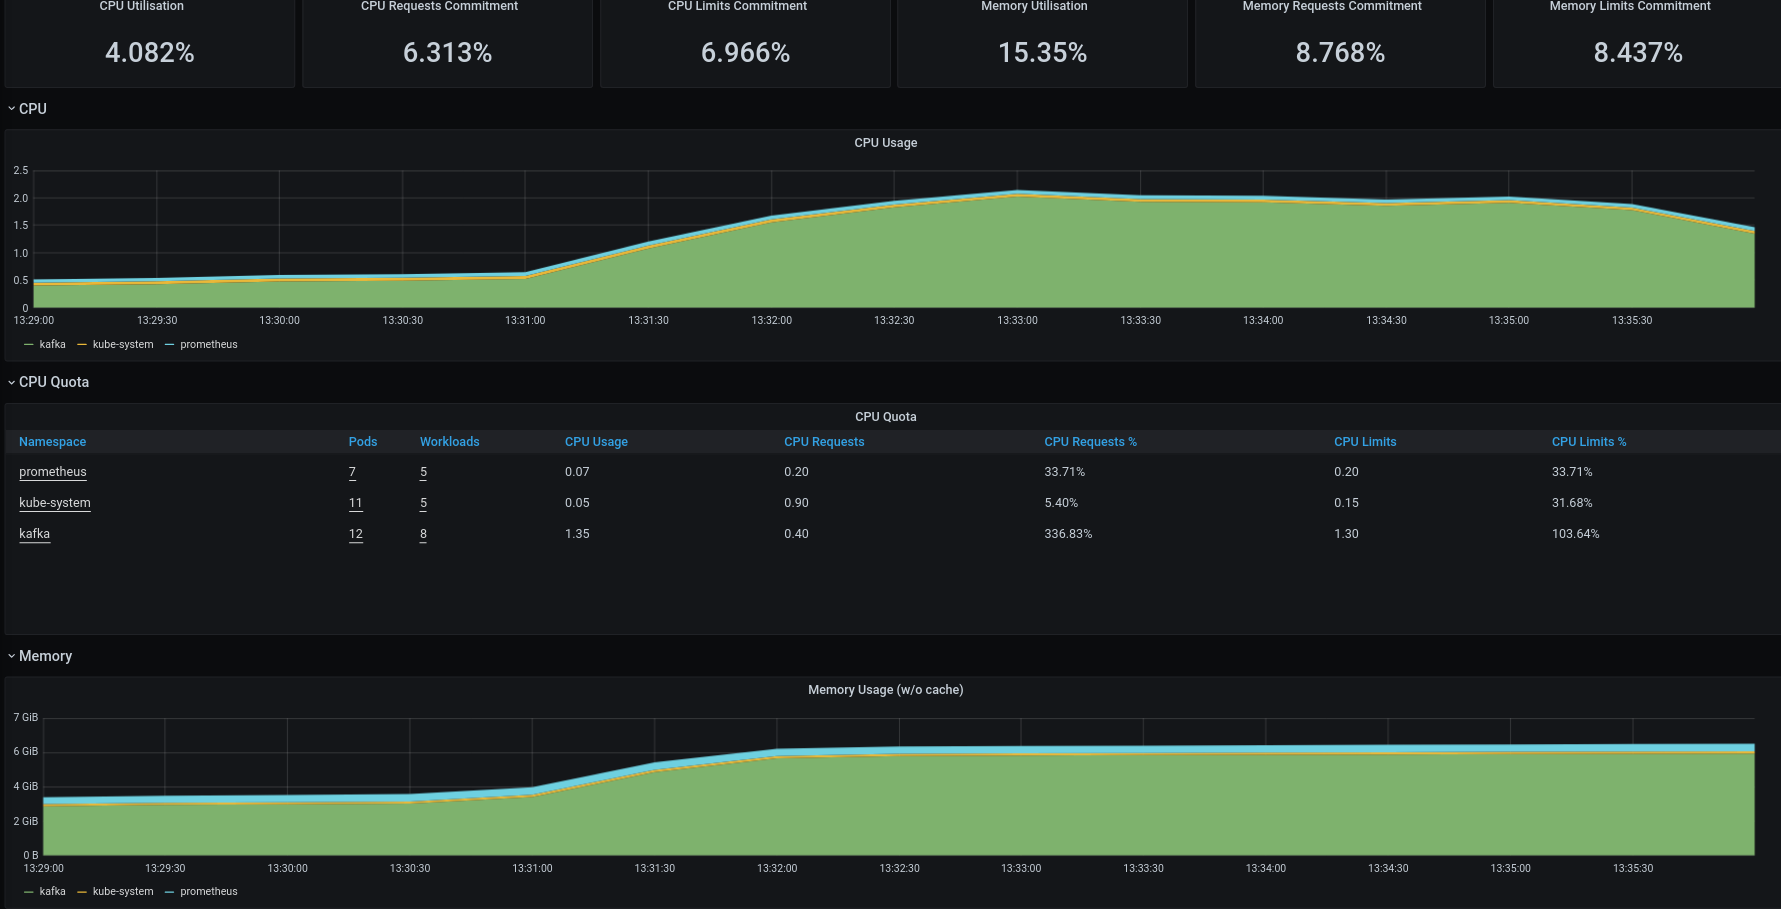 CPU Utilisation CPU Requests Commitment CPU Limits Commitment Memory Utilisation Memory Requests Commitment Memory Limits Commitment
4.082% 6.313% 6.966% 15.35% 8.768% 8.437%
CPU
CPU Usage
2.5
2.0
1.5
1.0
0.5
0
13:29:00 13:29:30 13:30:00 13:30:30 13:31:00 13:31:30 13:32:00 13:32:30 13:33:00 13:33:30 13:34:00 13:34:30 13:35:00 13:35:30
kafka kube-system prometheus
CPU Quota
CPU Quota
Namespace Pods Workloads CPU Usage CPU Requests CPU Requests % CPU Limits CPU Limits %
prometheus 7 5 0.07 0.20 33.71% 0.20 33.71%
kube-system 11 5 0.05 0.90 5.40% 0.15 31.68%
kafka 12 8 1.35 0.40 336.83% 1.30 103.64%
Memory
Memory Usage (w/o cache)
7 GiB
6 GiB
4 GiB
2 GiB
0 B
13:29:00 13:29:30 13:30:00 13:30:30 13:31:00 13:31:30 13:32:00 13:32:30 13:33:00 13:33:30 13:34:00 13:34:30 13:35:00 13:35:30
kafka kube-system prometheus